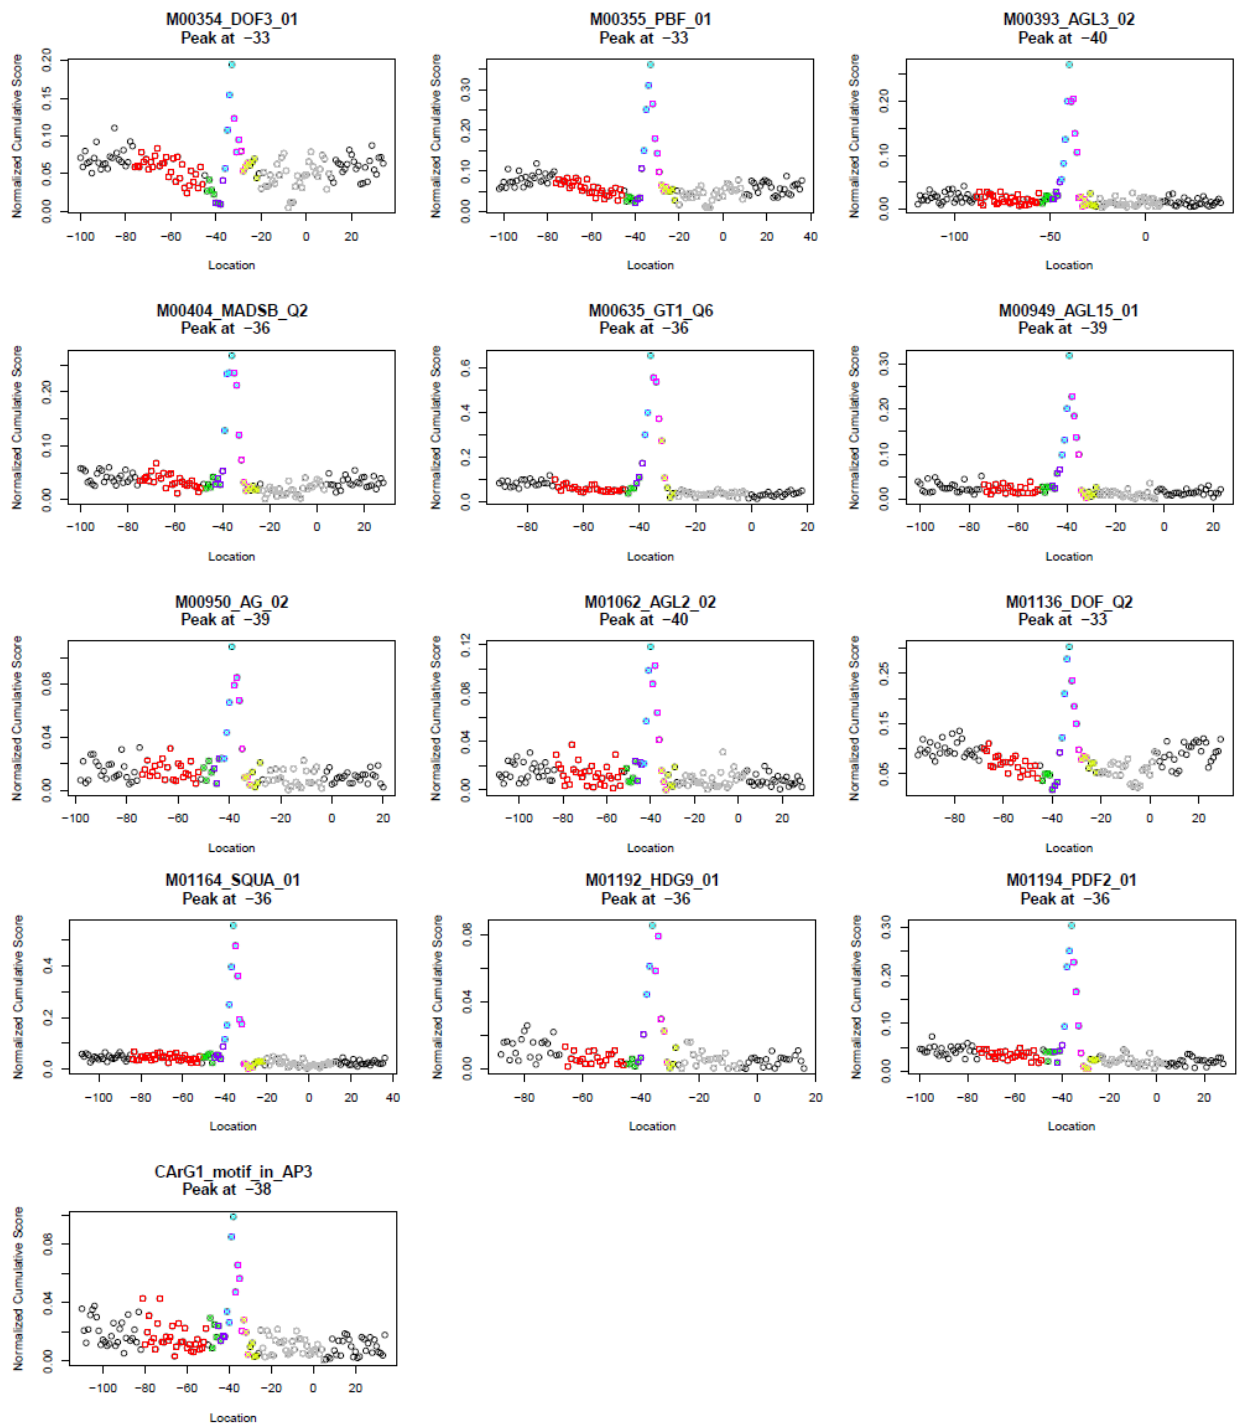 M00354_DOF3_01
Peak at −33
Normalized Cumulative Score
0.00 0.05 0.10 0.15 0.20
−100 −80 −60 −40 −20 0 20
Location
M00355_PBF_01
Peak at −33
Normalized Cumulative Score
0.00 0.10 0.20 0.30
−100 −80 −60 −40 −20 0 20 40
Location
M00393_AGL3_02
Peak at −40
Normalized Cumulative Score
0.00 0.10 0.20
−100 −50 0
Location
M00404_MADSB_Q2
Peak at −36
Normalized Cumulative Score
0.00 0.10 0.20
−100 −80 −60 −40 −20 0 20
Location
M00635_GT1_Q6
Peak at −36
Normalized Cumulative Score
0.0 0.2 0.4 0.6
−80 −60 −40 −20 0 20
Location
M00949_AGL15_01
Peak at −39
Normalized Cumulative Score
0.00 0.10 0.20 0.30
−100 −80 −60 −40 −20 0 20
Location
M00950_AG_02
Peak at −39
Normalized Cumulative Score
0.00 0.04 0.08
−100 −80 −60 −40 −20 0 20
Location
M01062_AGL2_02
Peak at −40
Normalized Cumulative Score
0.00 0.04 0.08 0.12
−100 −80 −60 −40 −20 0 20
Location
M01136_DOF_Q2
Peak at −33
Normalized Cumulative Score
0.05 0.15 0.25
−80 −60 −40 −20 0 20
Location
M01164_SQUA_01
Peak at −36
Normalized Cumulative Score
0.0 0.2 0.4
−100 −80 −60 −40 −20 0 20 40
Location
M01192_HDG9_01
Peak at −36
Normalized Cumulative Score
0.00 0.04 0.08
−80 −60 −40 −20 0 20
Location
M01194_PDF2_01
Peak at −36
Normalized Cumulative Score
0.00 0.10 0.20 0.30
−100 −80 −60 −40 −20 0 20
Location
CArG1_motif_in_AP3
Peak at −38
Normalized Cumulative Score
0.00 0.04 0.08
−100 −80 −60 −40 −20 0 20
Location